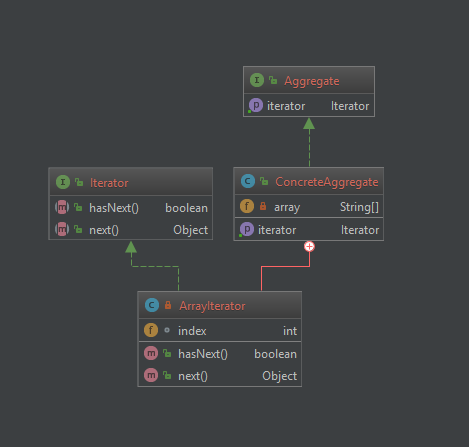 I Aggregate
p iterator Iterator
I Iterator
m hasNext() boolean
m next() Object
C ConcreteAggregate
f array String[]
p iterator Iterator
C ArrayIterator
f index int
m hasNext() boolean
m next() Object